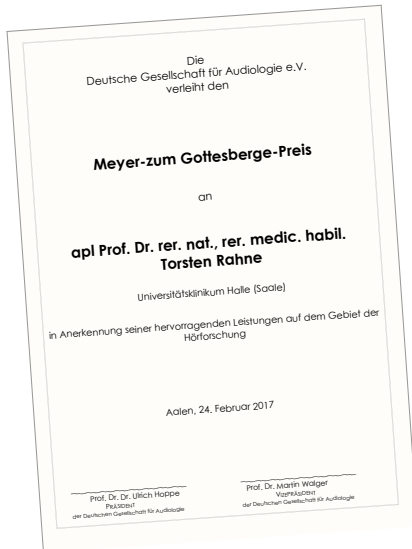 Die
Deutsche Gesellschaft für Audiologie e.V.
verleiht den
Meyer-zum Gottesberge-Preis
an
apl Prof. Dr. rer. nat., rer. medic. habil.
Torsten Rahne
Universitätsklinikum Halle (Saale)
in Anerkennung seiner hervorragenden Leistungen auf dem Gebiet der
Hörforschung
Aalen, 24. Februar 2017
Prof. Dr. Dr. Ulrich Hoppe
PRÄSIDENT
der Deutschen Gesellschaft für Audiologie
Prof. Dr. Martin Walger
VIZEPRÄSIDENT
der Deutschen Gesellschaft für Audiologie